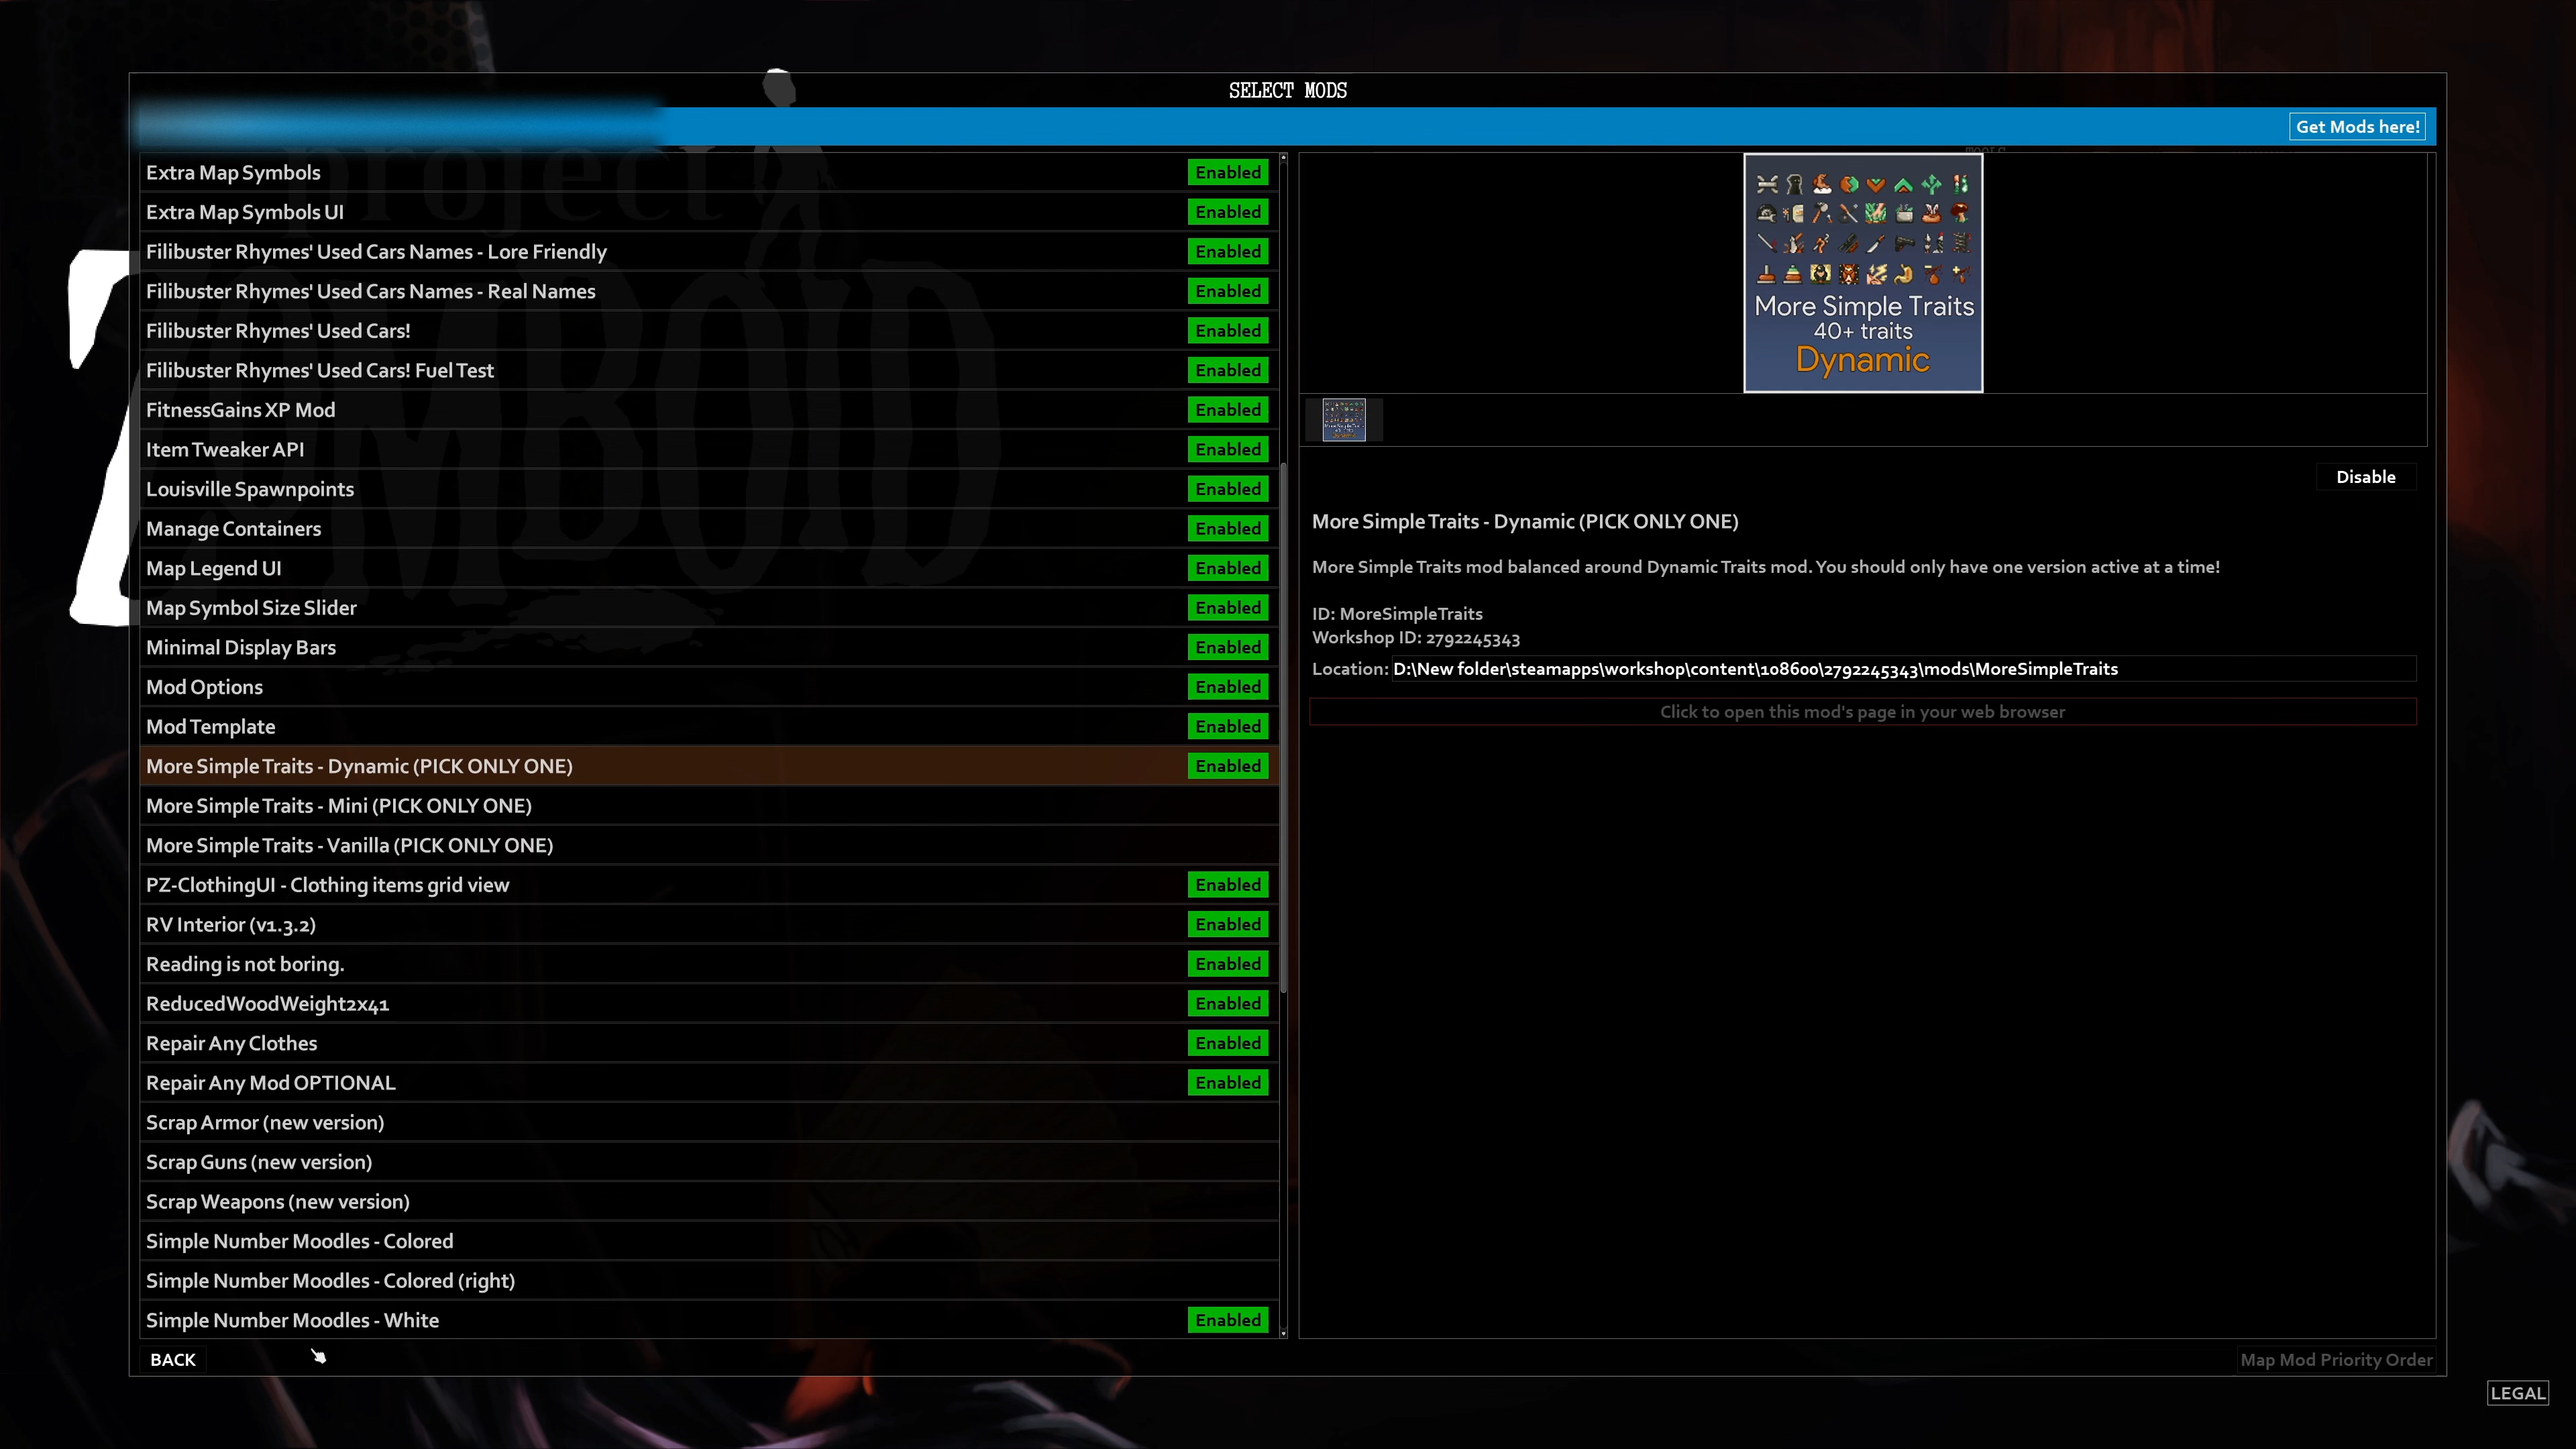 SELECT MODS
Get Mods here!
project
ZOMBOID
Extra Map Symbols Enabled
Extra Map Symbols UI Enabled
Filibuster Rhymes' Used Cars Names - Lore Friendly Enabled
Filibuster Rhymes' Used Cars Names - Real Names Enabled
Filibuster Rhymes' Used Cars! Enabled
Filibuster Rhymes' Used Cars! Fuel Test Enabled
FitnessGains XP Mod Enabled
Item Tweaker API Enabled
Louisville Spawnpoints Enabled
Manage Containers Enabled
Map Legend UI Enabled
Map Symbol Size Slider Enabled
Minimal Display Bars Enabled
Mod Options Enabled
Mod Template Enabled
More Simple Traits - Dynamic (PICK ONLY ONE) Enabled
More Simple Traits - Mini (PICK ONLY ONE)
More Simple Traits - Vanilla (PICK ONLY ONE)
PZ-ClothingUI - Clothing items grid view Enabled
RV Interior (v1.3.2) Enabled
Reading is not boring. Enabled
ReducedWoodWeight2x41 Enabled
Repair Any Clothes Enabled
Repair Any Mod OPTIONAL Enabled
Scrap Armor (new version)
Scrap Guns (new version)
Scrap Weapons (new version)
Simple Number Moodles - Colored
Simple Number Moodles - Colored (right)
Simple Number Moodles - White Enabled
More Simple Traits
40+ traits
Dynamic
Disable
More Simple Traits - Dynamic (PICK ONLY ONE)
More Simple Traits mod balanced around Dynamic Traits mod. You should only have one version active at a time!
ID: MoreSimpleTraits
Workshop ID: 2792245343
Location: D:\New folder\steamapps\workshop\content\108600\2792245343\mods\MoreSimpleTraits
Click to open this mod's page in your web browser
BACK
Map Mod Priority Order
LEGAL